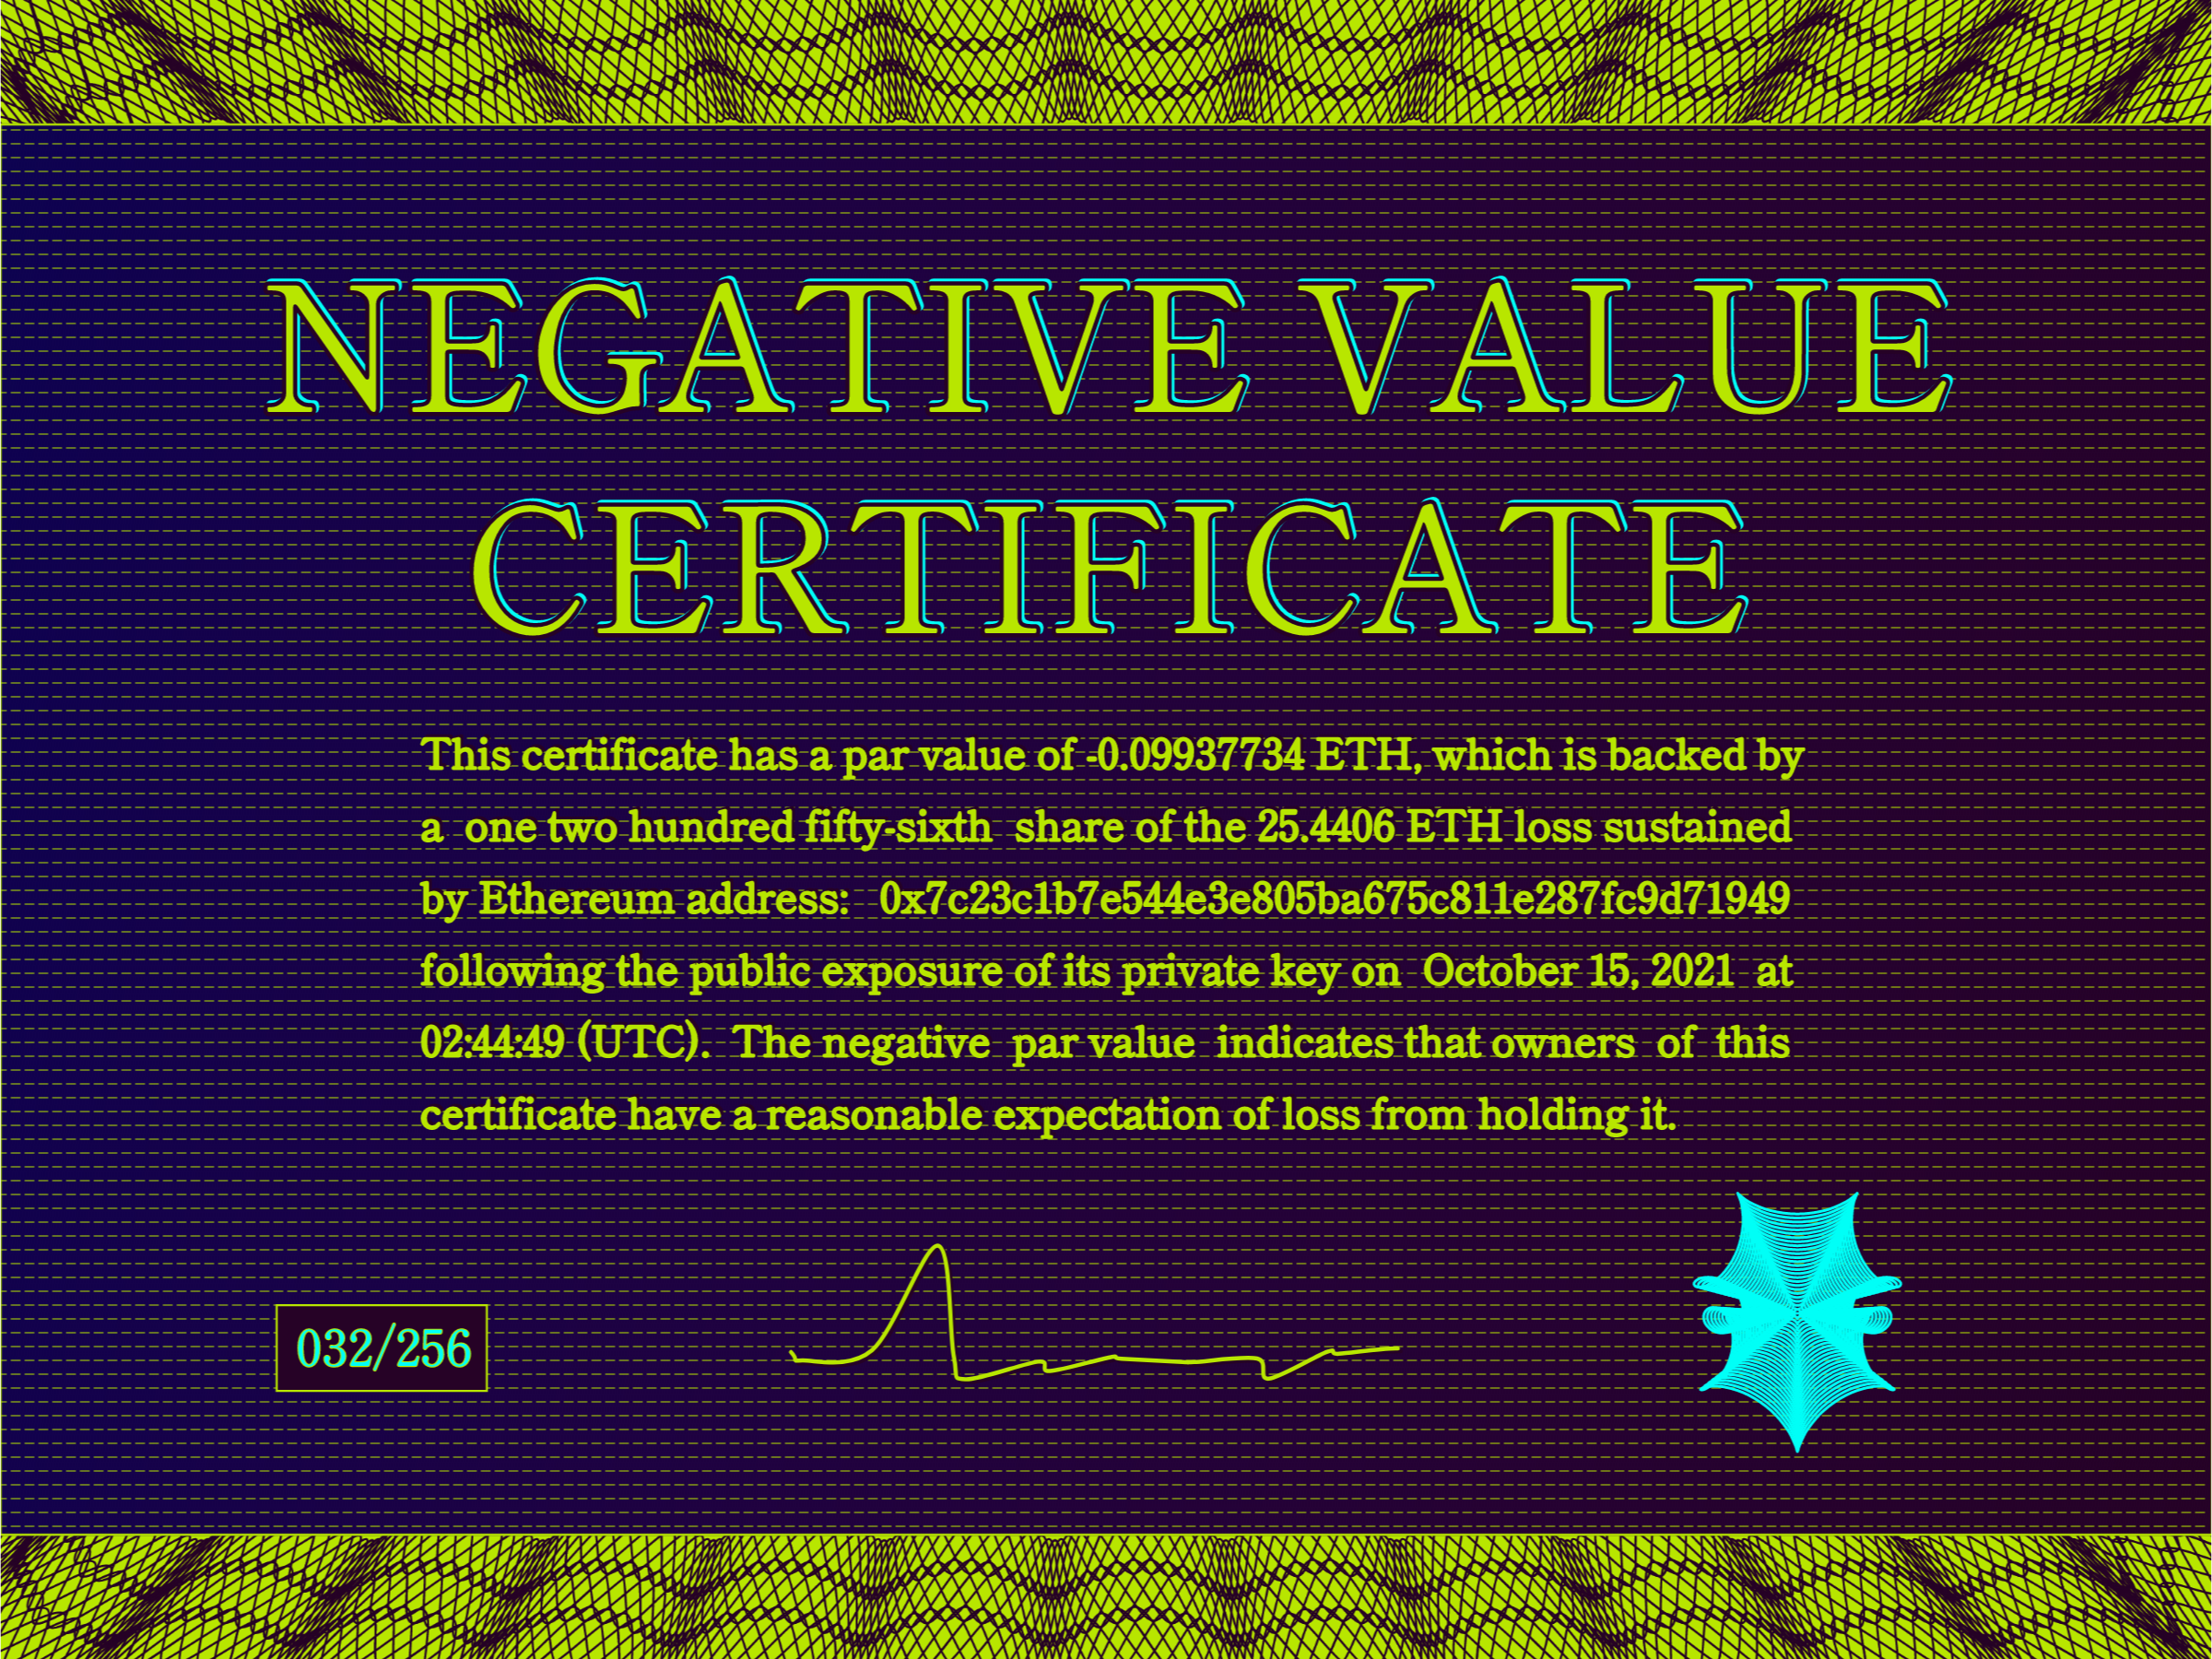 NEGATIVE VALUE
CERTIFICATE
This certificate has a par value of -0.09937734 ETH, which is backed by
a one two hundred fifty-sixth share of the 25.4406 ETH loss sustained
by Ethereum address: 0x7c23c1b7e544e3e805ba675c811e287fc9d71949
following the public exposure of its private key on October 15, 2021 at
02:44:49 (UTC). The negative par value indicates that owners of this
certificate have a reasonable expectation of loss from holding it.
032/256